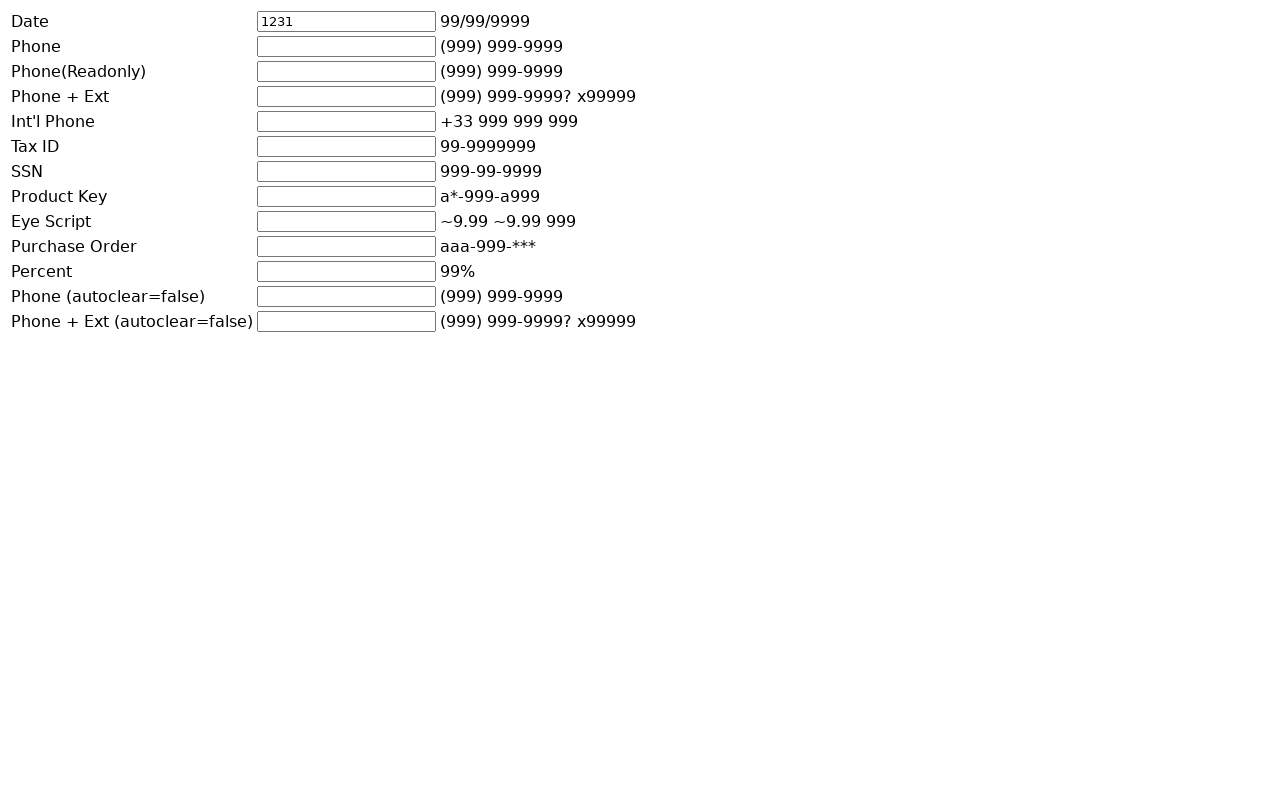 Date 1231 99/99/9999
Phone (999) 999-9999
Phone(Readonly) (999) 999-9999
Phone + Ext (999) 999-9999? x99999
Int'l Phone +33 999 999 999
Tax ID 99-9999999
SSN 999-99-9999
Product Key a*-999-a999
Eye Script ~9.99 ~9.99 999
Purchase Order aaa-999-***
Percent 99%
Phone (autoclear=false) (999) 999-9999
Phone + Ext (autoclear=false) (999) 999-9999? x99999